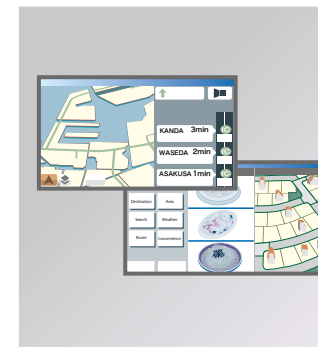 KANDA 3min
WASEDA 2min
ASAKUSA 1min
Destination Area
Search Weather
Route Convenience